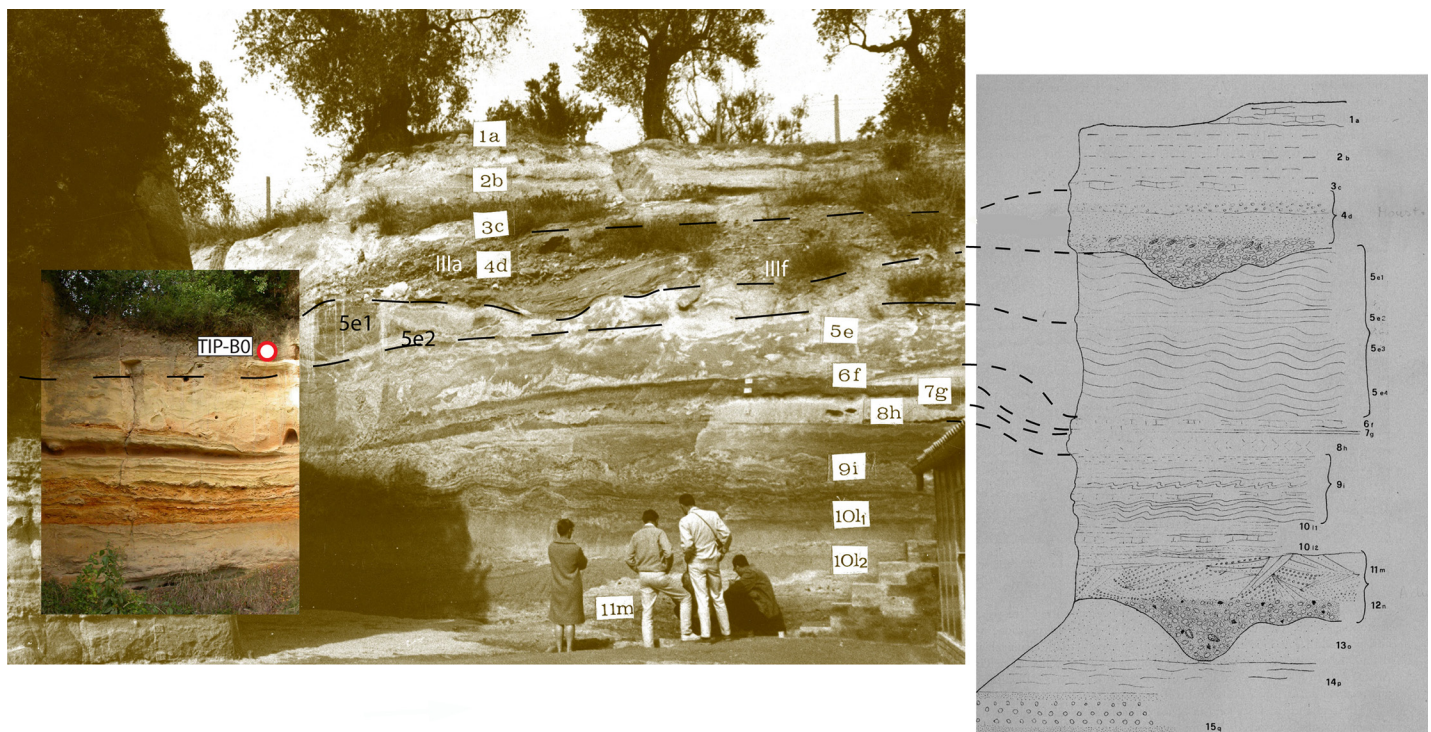 1a
2b
3c
IIIa
4d
IIIf
5e1
5e2
TIP-B0
5e
6f
7g
8h
9i
10l1
10l2
11m
1a
2b
3c
4d
5e1
5e2
5e3
5e4
6f
7g
8h
9i
10l1
10l2
11m
12n
13o
14p
15q